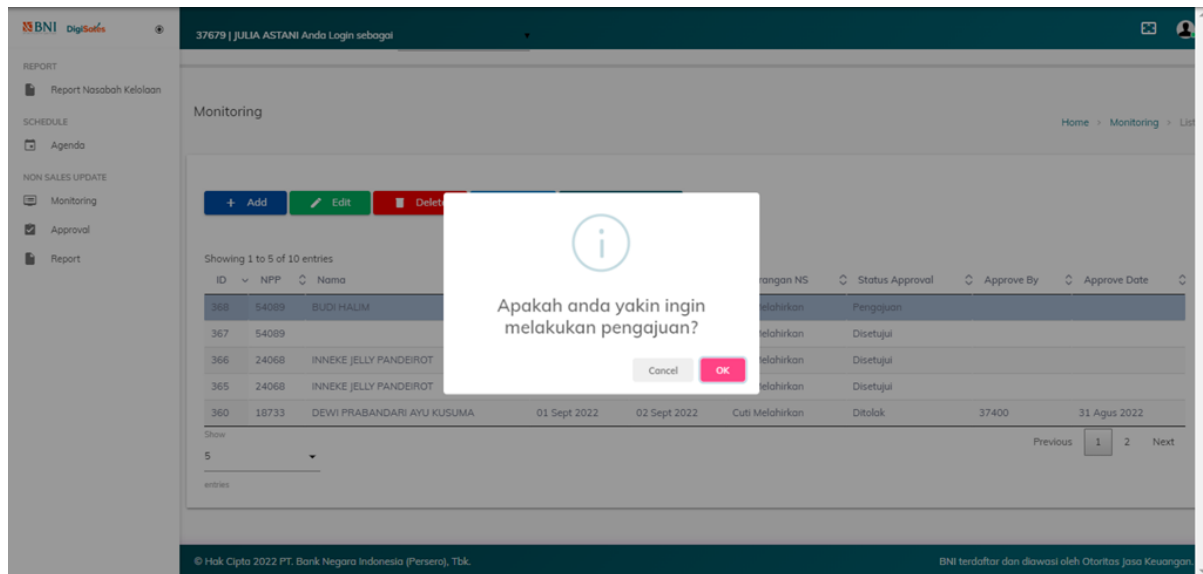 BNI DigiSales
37679 | JULIA ASTANI Anda Login sebagai
REPORT
Report Nasabah Kelolaan
SCHEDULE
Agenda
NON SALES UPDATE
Monitoring
Approval
Report
Monitoring
Home > Monitoring > List
+ Add Edit Delete
Showing 1 to 5 of 10 entries
ID NPP Nama rangan NS Status Approval Approve By Approve Date
368 54089 BUDI HALIM elahirkan Pengajuan
367 54089 elahirkan Disetujui
366 24068 INNEKE JELLY PANDEIROT elahirkan Disetujui
365 24068 INNEKE JELLY PANDEIROT elahirkan Disetujui
360 18733 DEWI PRABANDARI AYU KUSUMA 01 Sept 2022 02 Sept 2022 Cuti Melahirkan Ditolak 37400 31 Agus 2022
Apakah anda yakin ingin
melakukan pengajuan?
Cancel OK
Show
5
entries
Previous 1 2 Next
© Hak Cipta 2022 PT. Bank Negara Indonesia (Persero), Tbk.
BNI terdaftar dan diawasi oleh Otoritas Jasa Keuangan.